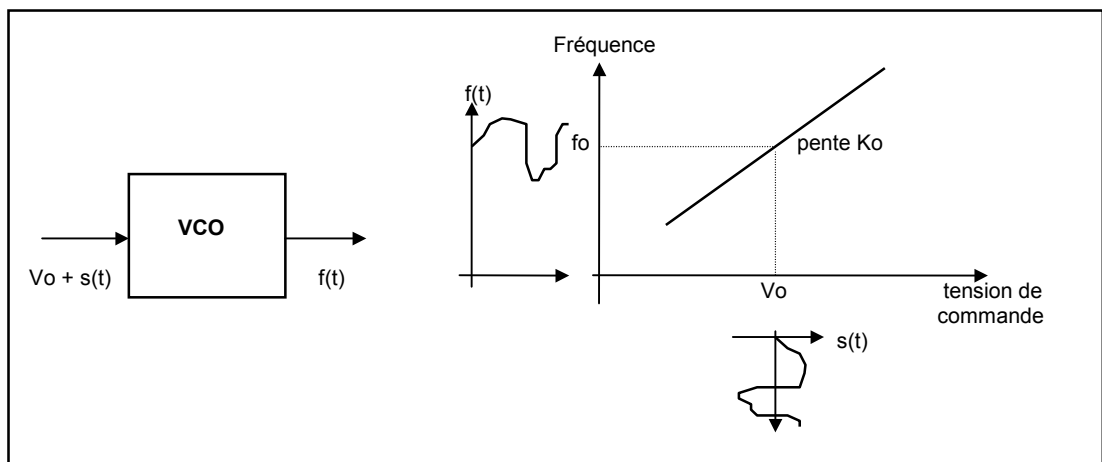 Fréquence
f(t)
fo
pente Ko
VCO
Vo + s(t)
f(t)
Vo
tension de
commande
s(t)